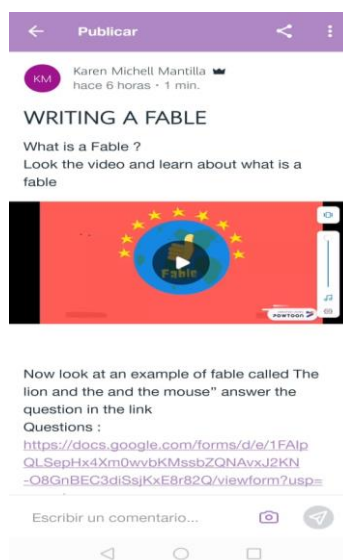 Publicar
KM
Karen Michell Mantilla
hace 6 horas • 1 min.
WRITING A FABLE
What is a Fable ?
Look the video and learn about what is a
fable
Fable
POWTOON
69
Now look at an example of fable called The
lion and the and the mouse" answer the
question in the link
Questions :
https://docs.google.com/forms/d/e/1FAIp
QLSepHx4Xm0wvbKMssbZQNAvxJ2KN
-O8GnBEC3diSsjKxE8r82Q/viewform?usp=
Escribir un comentario...